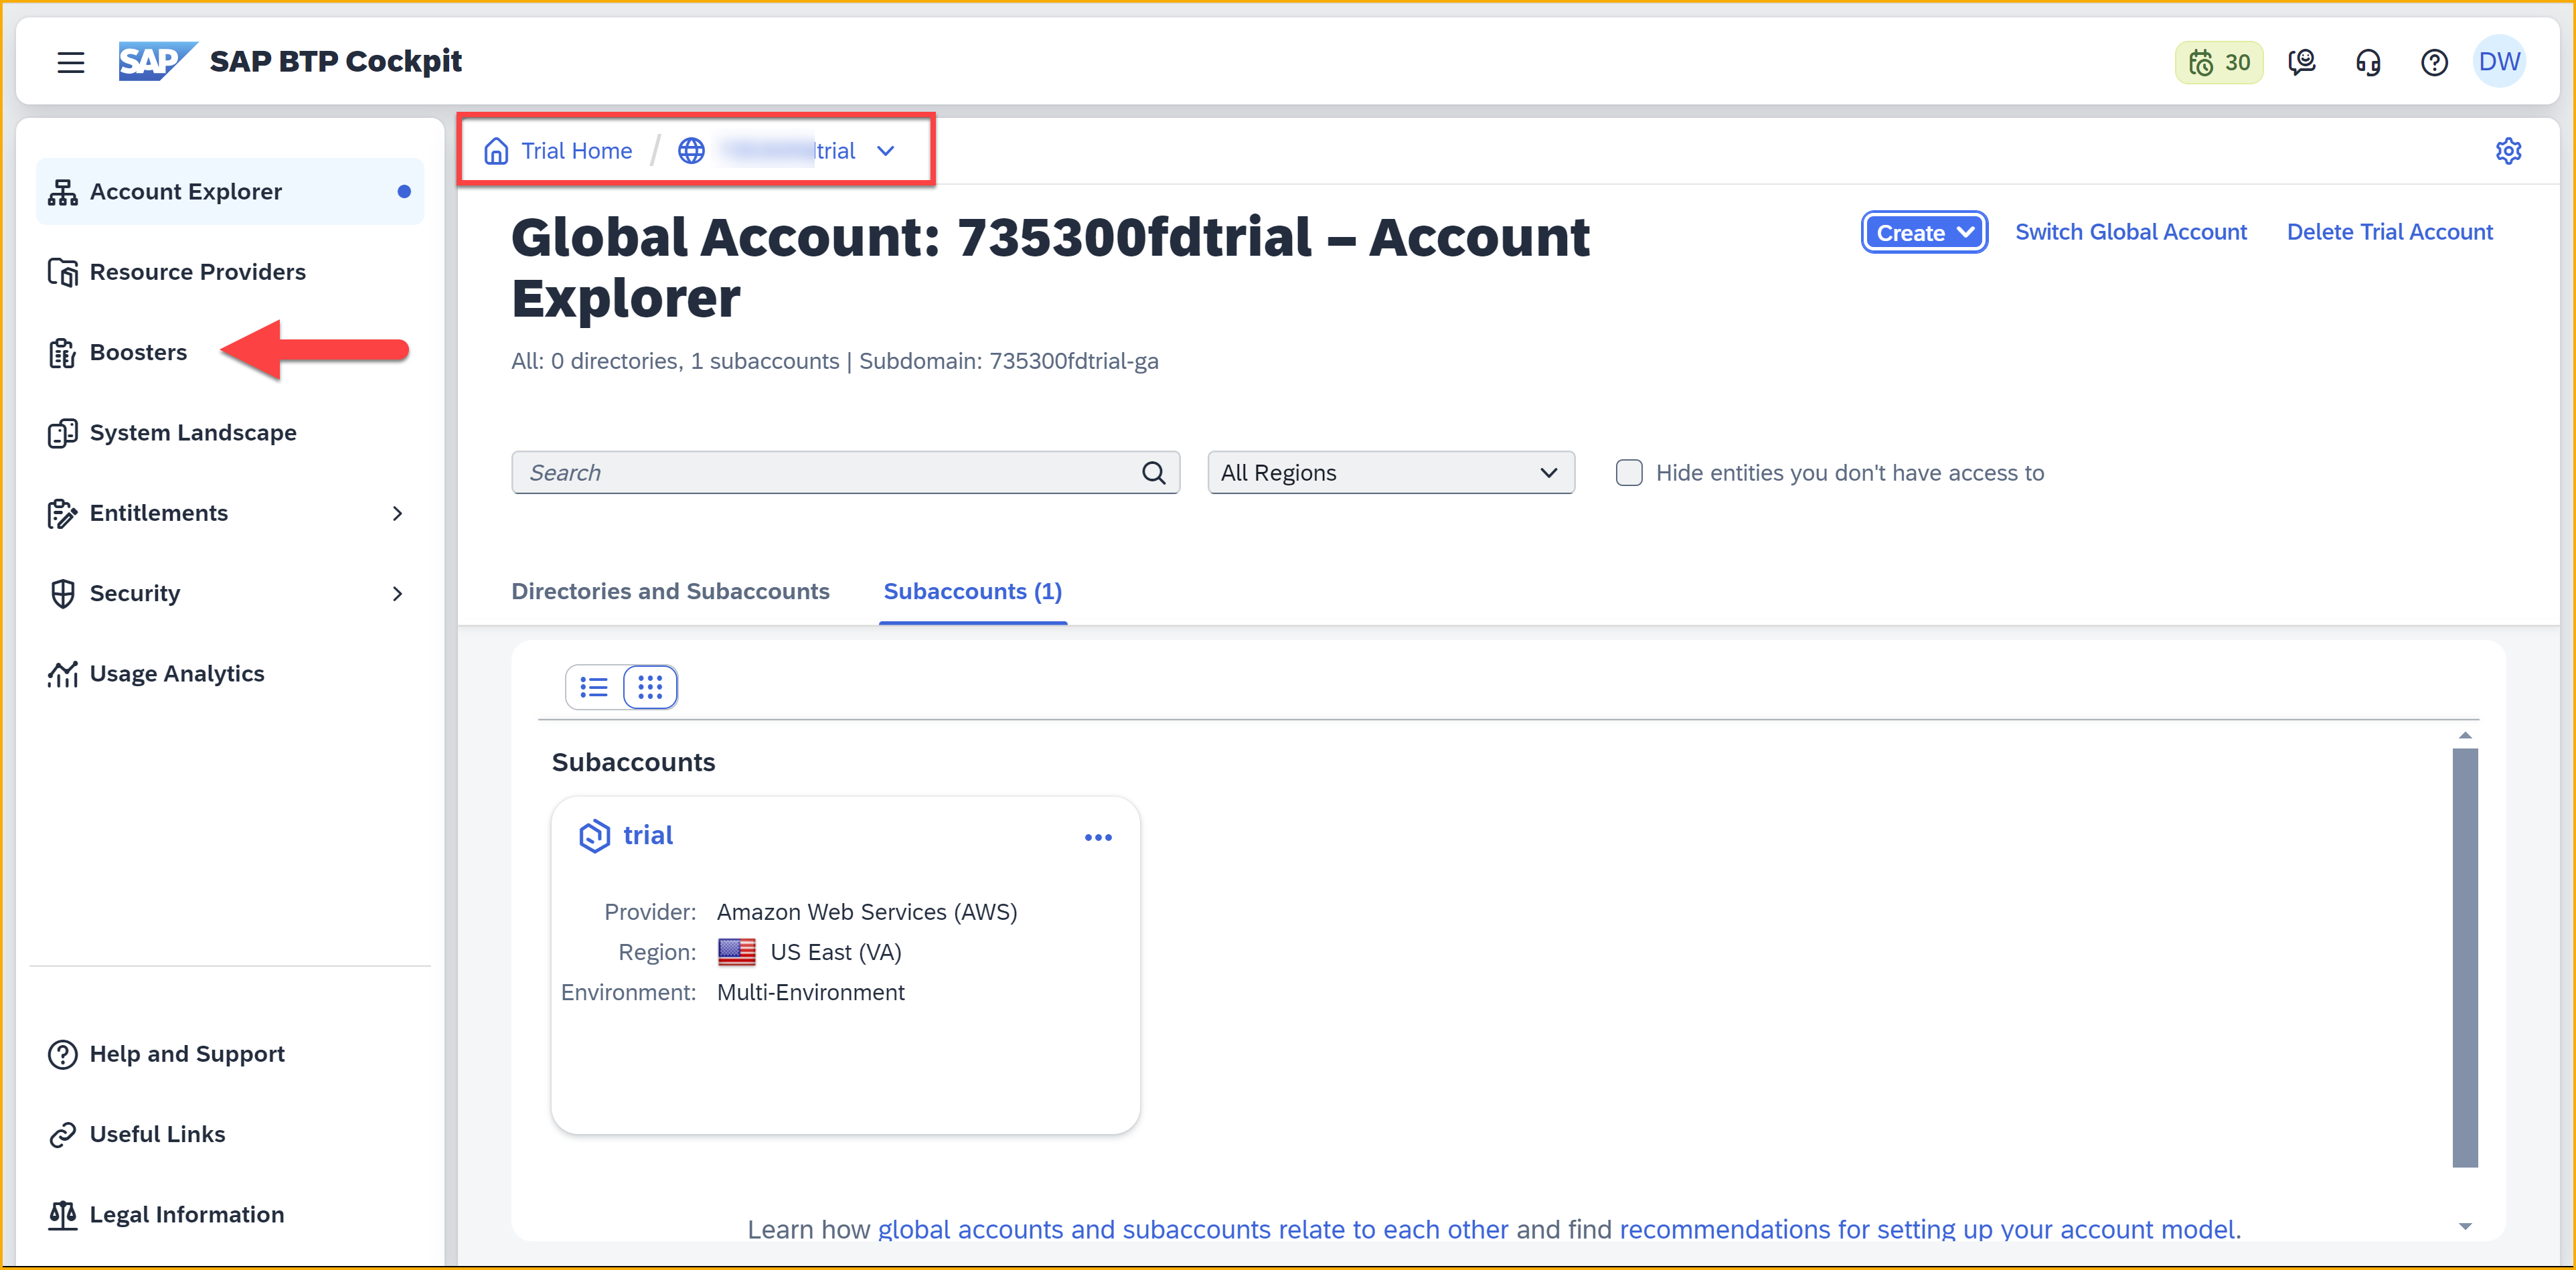 SAP SAP BTP Cockpit
30
DW
Trial Home / trial
Account Explorer
Resource Providers
Boosters
System Landscape
Entitlements
Security
Usage Analytics
Help and Support
Useful Links
Legal Information
Global Account: 735300fdtrial – Account
Explorer
Create
Switch Global Account
Delete Trial Account
All: 0 directories, 1 subaccounts | Subdomain: 735300fdtrial-ga
Search
All Regions
Hide entities you don't have access to
Directories and Subaccounts
Subaccounts (1)
Subaccounts
trial
Provider: Amazon Web Services (AWS)
Region: US East (VA)
Environment: Multi-Environment
Learn how global accounts and subaccounts relate to each other and find recommendations for setting up your account model.